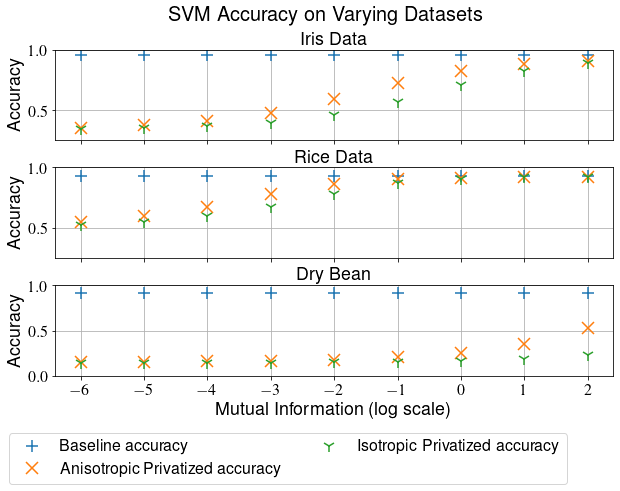 SVM Accuracy on Varying Datasets
Iris Data
1.0
Accuracy
0.5
Rice Data
1.0
Accuracy
0.5
Dry Bean
1.0
Accuracy
0.5
0.0
−6 −5 −4 −3 −2 −1 0 1 2
Mutual Information (log scale)
Baseline accuracy Isotropic Privatized accuracy
Anisotropic Privatized accuracy